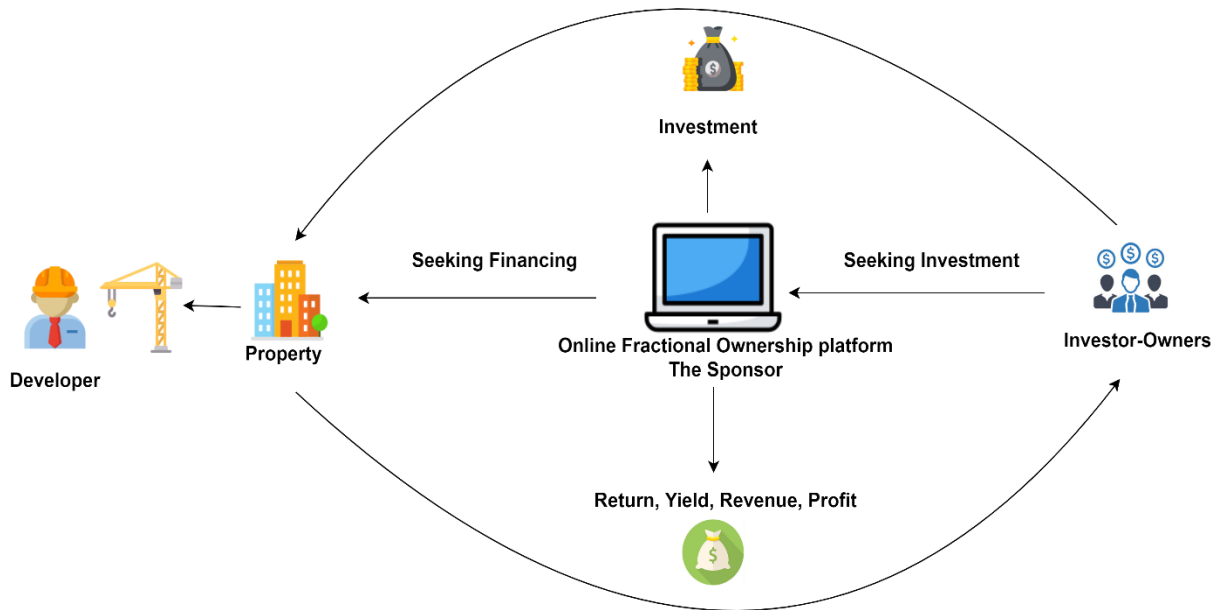 Investment
Seeking Financing
Seeking Investment
Online Fractional Ownership platform
The Sponsor
Property
Investor-Owners
Developer
Return, Yield, Revenue, Profit